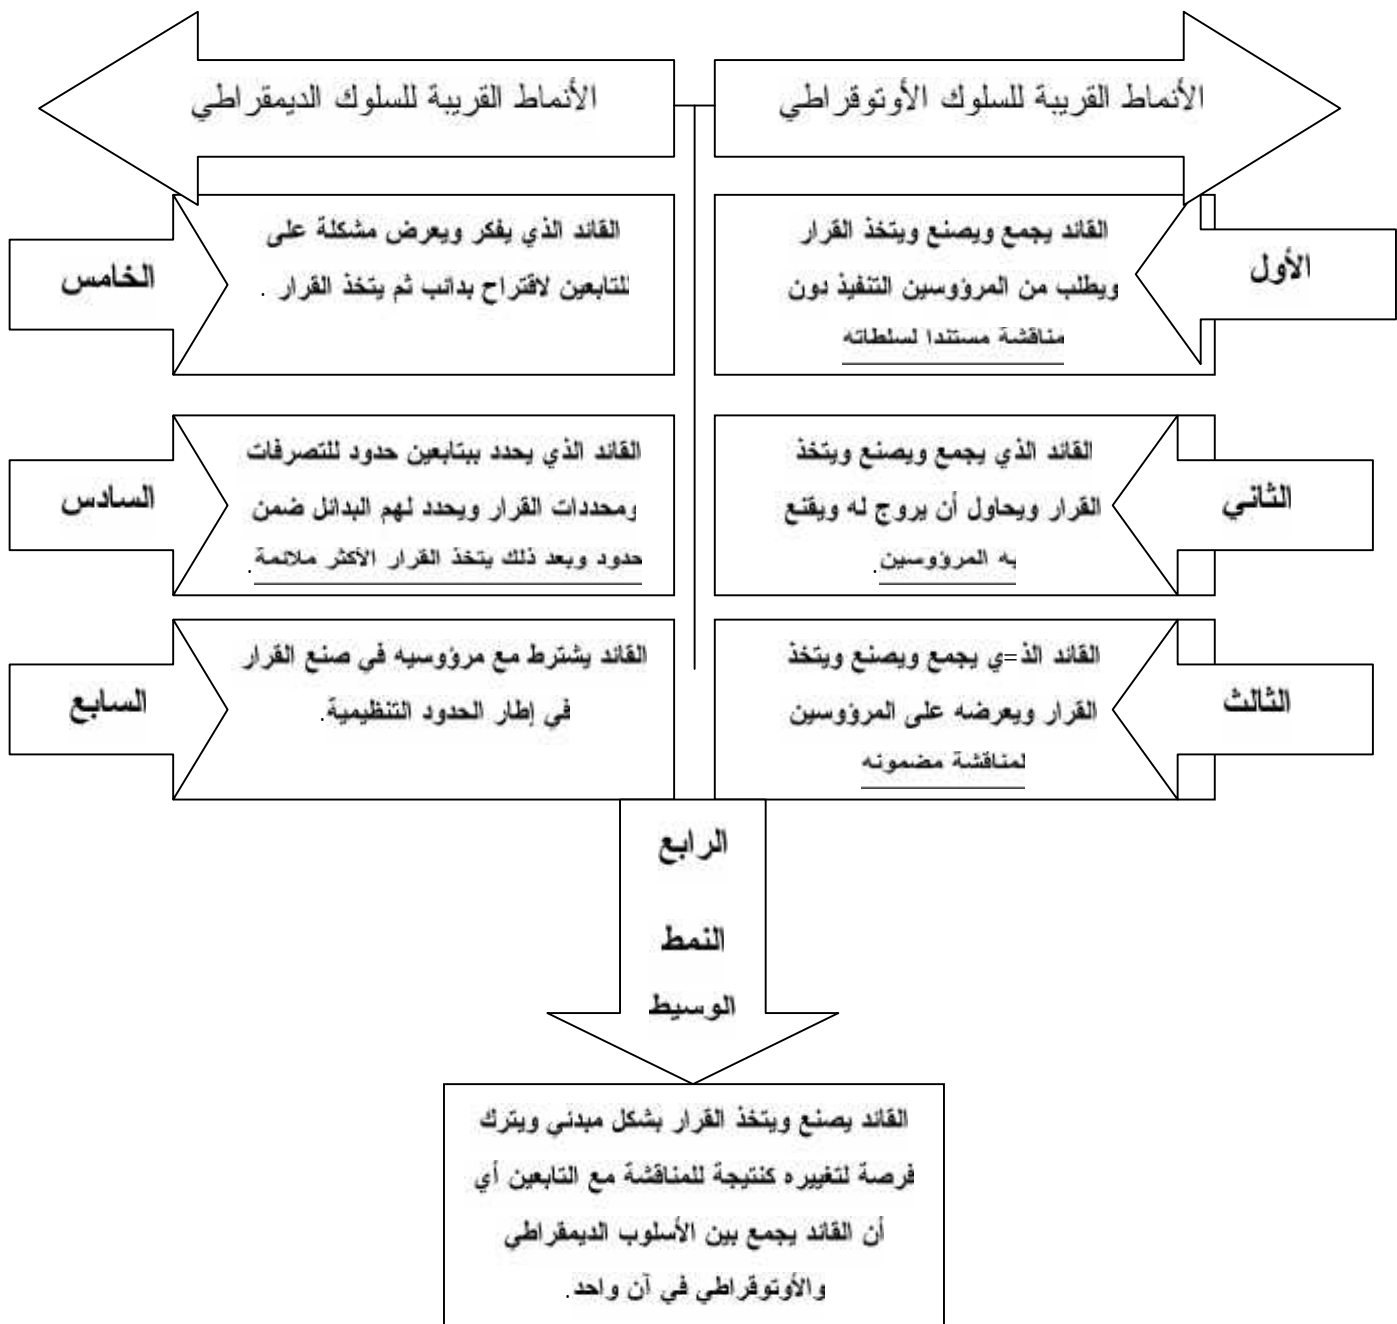 الأنماط القريبة للسلوك الأوتوقراطي
الأنماط القريبة للسلوك الديمقراطي
الأول
القائد يجمع ويصنع ويتخذ القرار
ويطلب من المرؤوسين التنفيذ دون
مناقشة مستندا لسلطاته
الثاني
القائد الذي يجمع ويصنع ويتخذ
القرار ويحاول أن يروج له ويقنع
به المرؤوسين.
الثالث
القائد الذ=ي يجمع ويصنع ويتخذ
القرار ويعرضه على المرؤوسين
لمناقشة مضمونه
الخامس
القائد الذي يفكر ويعرض مشكلة على
للتابعين لاقتراح بدائب ثم يتخذ القرار .
السادس
القائد الذي يحدد ببتابعين حدود للتصرفات
ومحددات القرار ويحدد لهم البدائل ضمن
حدود وبعد ذلك يتخذ القرار الأكثر ملائمة.
السابع
القائد يشترط مع مرؤوسيه في صنع القرار
في إطار الحدود التنظيمية.
الرابع
النمط
الوسيط
القائد يصنع ويتخذ القرار بشكل مبدئي ويترك
فرصة لتغييره كنتيجة للمناقشة مع التابعين أي
أن القائد يجمع بين الأسلوب الديمقراطي
والأوتوقراطي في آن واحد.